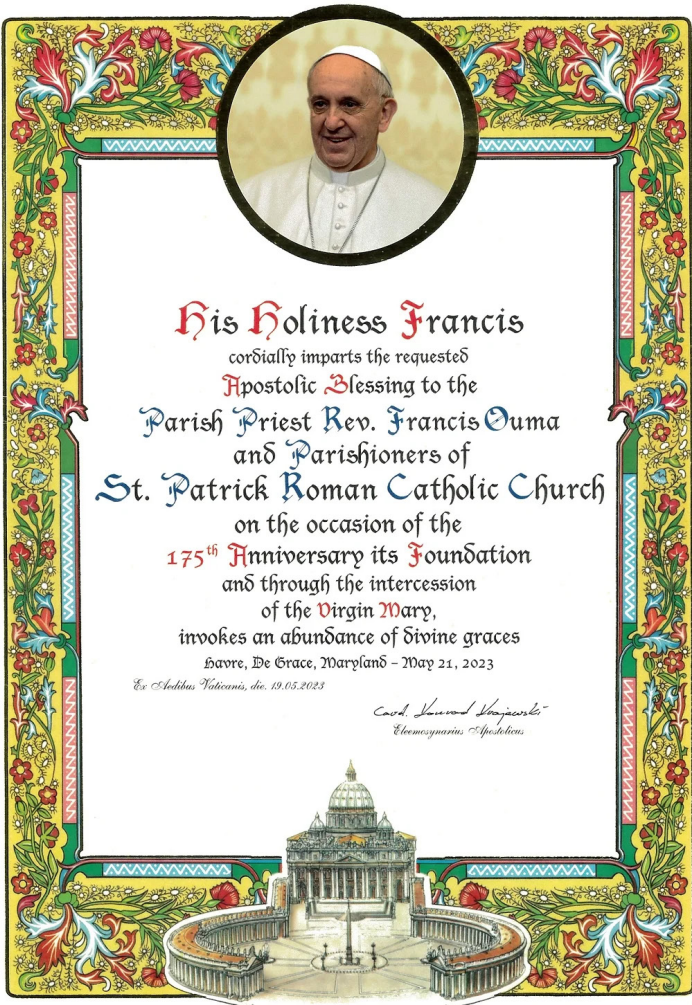 His Holiness Francis
cordially imparts the requested
Apostolic Blessing to the
Parish Priest Rev. Francis Ouma
and Parishioners of
St. Patrick Roman Catholic Church
on the occasion of the
175th Anniversary its Foundation
and through the intercession
of the Virgin Mary,
invokes an abundance of divine graces
Havre, De Grace, Maryland – May 21, 2023
Ex Aedibus Vaticanis, die. 19.05.2023
Card. Konrad Krajewski
Eleemosynarius Apostolicus